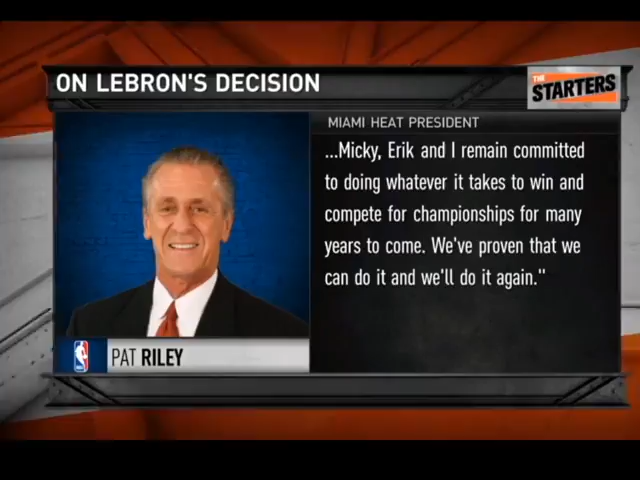 ON LEBRON'S DECISION
THE
STARTERS
MIAMI HEAT PRESIDENT
...Micky, Erik and I remain committed
to doing whatever it takes to win and
compete for championships for many
years to come. We've proven that we
can do it and we'll do it again."
PAT RILEY